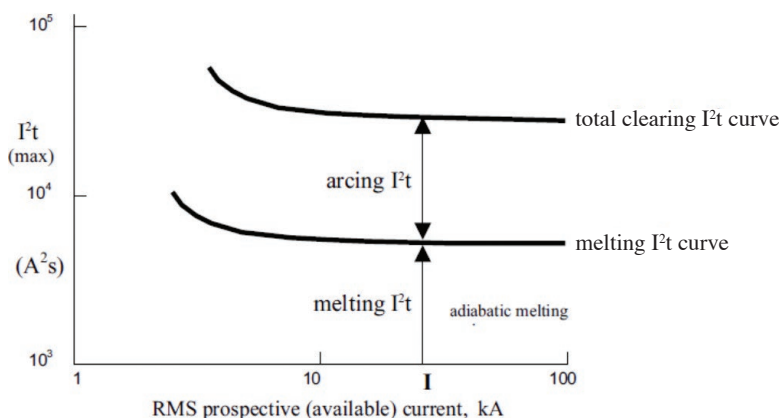 10⁵
total clearing I²t curve
I²t
(max)
arcing I²t
10⁴
melting I²t curve
(A²s)
melting I²t
adiabatic melting
10³
1
10
I
100
RMS prospective (available) current, kA